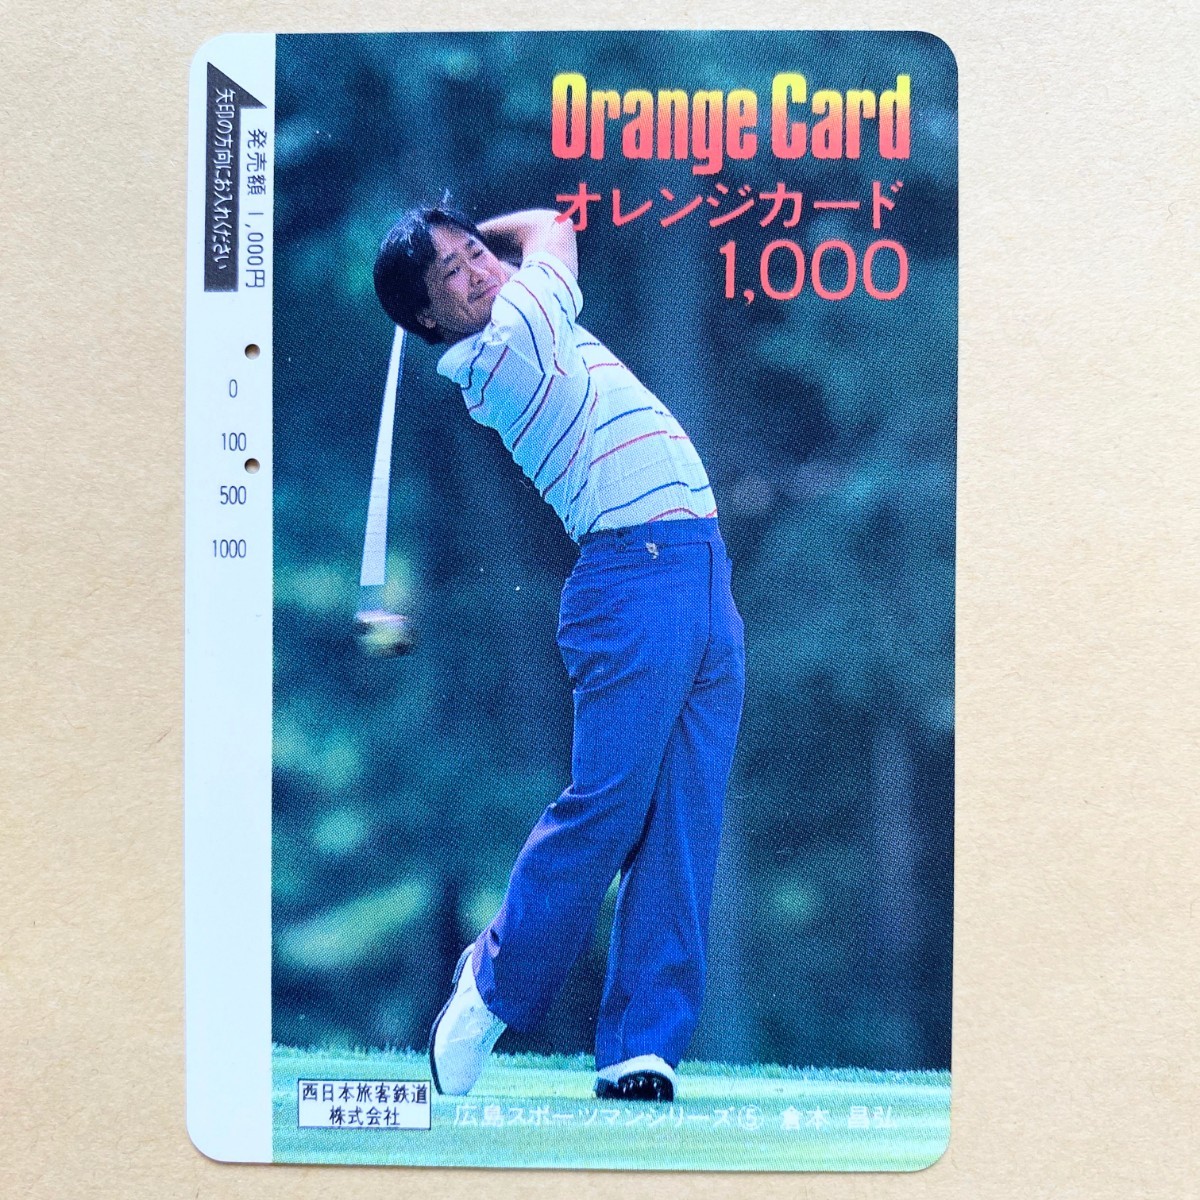 Orange Card
オレンジカード
1,000
発売額 1,000円
矢印の方向にお入れください
0
100
500
1000
西日本旅客鉄道
株式会社
広島スポーツマンシリーズ⑤ 倉本 昌弘